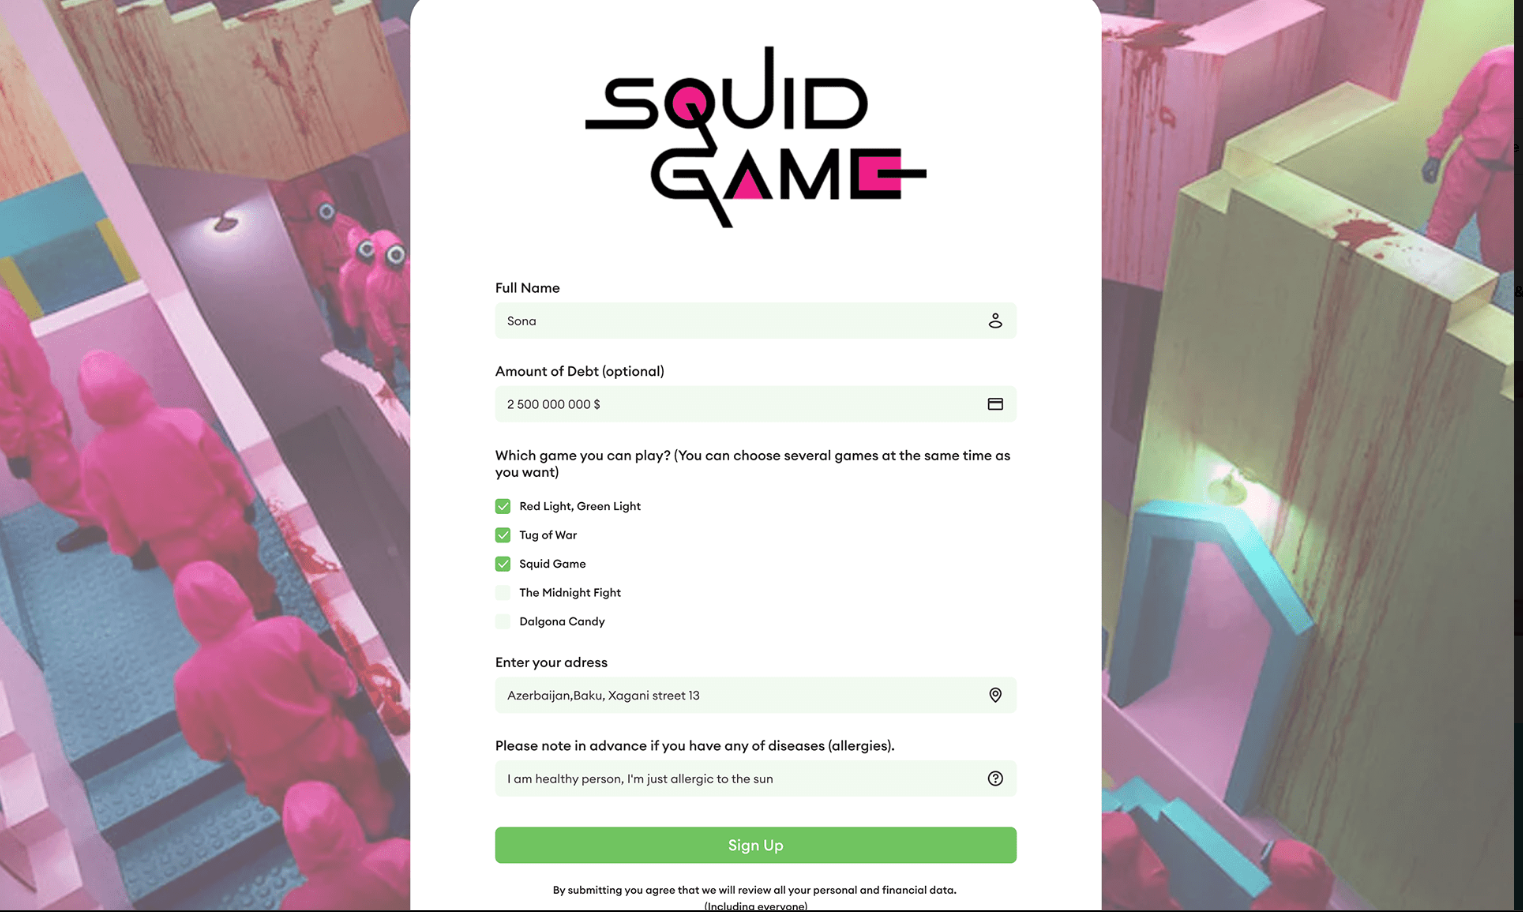 SQUID
GAME
Full Name
Sona
Amount of Debt (optional)
2 500 000 000 $
Which game you can play? (You can choose several games at the same time as
you want)
Red Light, Green Light
Tug of War
Squid Game
The Midnight Fight
Dalgona Candy
Enter your adress
Azerbaijan,Baku, Xagani street 13
Please note in advance if you have any of diseases (allergies).
I am healthy person, I'm just allergic to the sun
Sign Up
By submitting you agree that we will review all your personal and financial data.
(Including everyone)